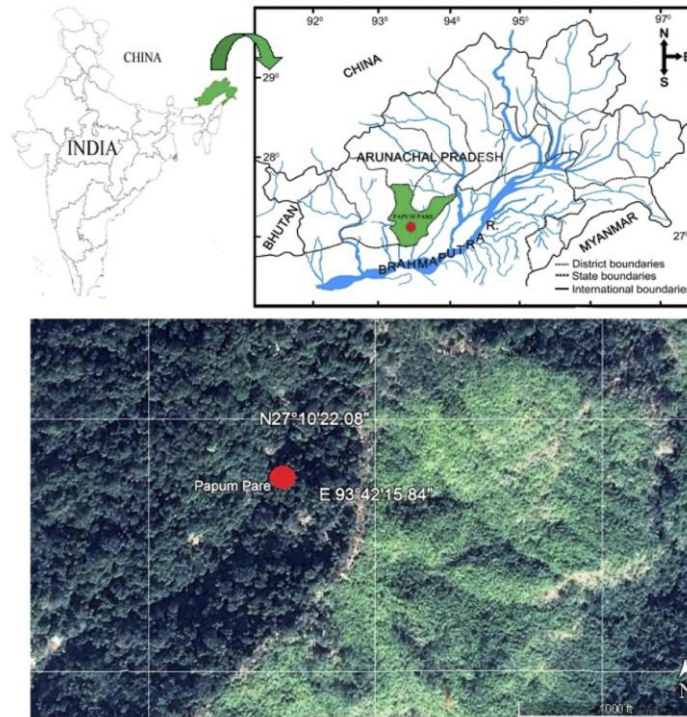 CHINA
INDIA
92° 93° 94° 95° 97°
N
E
S
29°
CHINA
28°
ARUNACHAL PRADESH
PAPUM PARE
BHUTAN
MYANMAR
27°
BRAHMAPUTRA R.
District boundaries
State boundaries
International boundaries
N27°10'22.08"
Papum Pare
E 93°42'15.84"
N
1000 ft